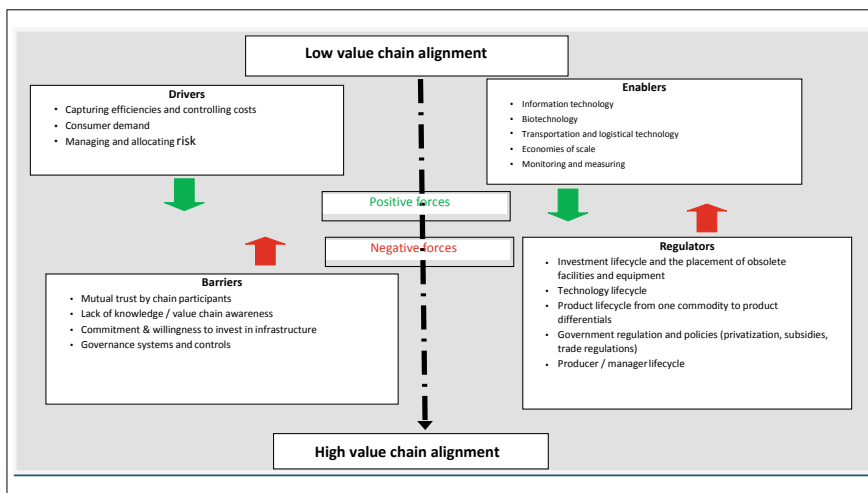 Low value chain alignment
Drivers
• Capturing efficiencies and controlling costs
• Consumer demand
• Managing and allocating risk
Enablers
• Information technology
• Biotechnology
• Transportation and logistical technology
• Economies of scale
• Monitoring and measuring
Positive forces
Negative forces
Barriers
• Mutual trust by chain participants
• Lack of knowledge / value chain awareness
• Commitment & willingness to invest in infrastructure
• Governance systems and controls
Regulators
• Investment lifecycle and the placement of obsolete
facilities and equipment
• Technology lifecycle
• Product lifecycle from one commodity to product
differentials
• Government regulation and policies (privatization, subsidies,
trade regulations)
• Producer / manager lifecycle
High value chain alignment